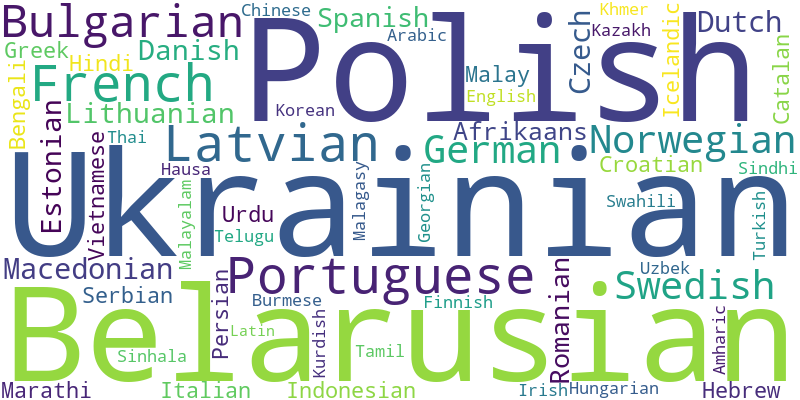 Bulgarian
Chinese
Spanish
Khmer
Dutch
Greek
Hindi
Danish
Arabic
Kazakh
Icelandic
Polish
Czech
French
Malay
English
Catalan
Bengali
Lithuanian
Korean
Estonian
Vietnamese
Thai
Latvian
German
Afrikaans
Norwegian
Hausa
Croatian
Sindhi
Ukrainian
Malayalam
Urdu
Telugu
Malagasy
Georgian
Swahili
Turkish
Macedonian
Portuguese
Uzbek
Swedish
Serbian
Persian
Burmese
Finnish
Romanian
Belarusian
Latin
Kurdish
Amharic
Sinhala
Tamil
Marathi
Italian
Indonesian
Irish
Hungarian
Hebrew